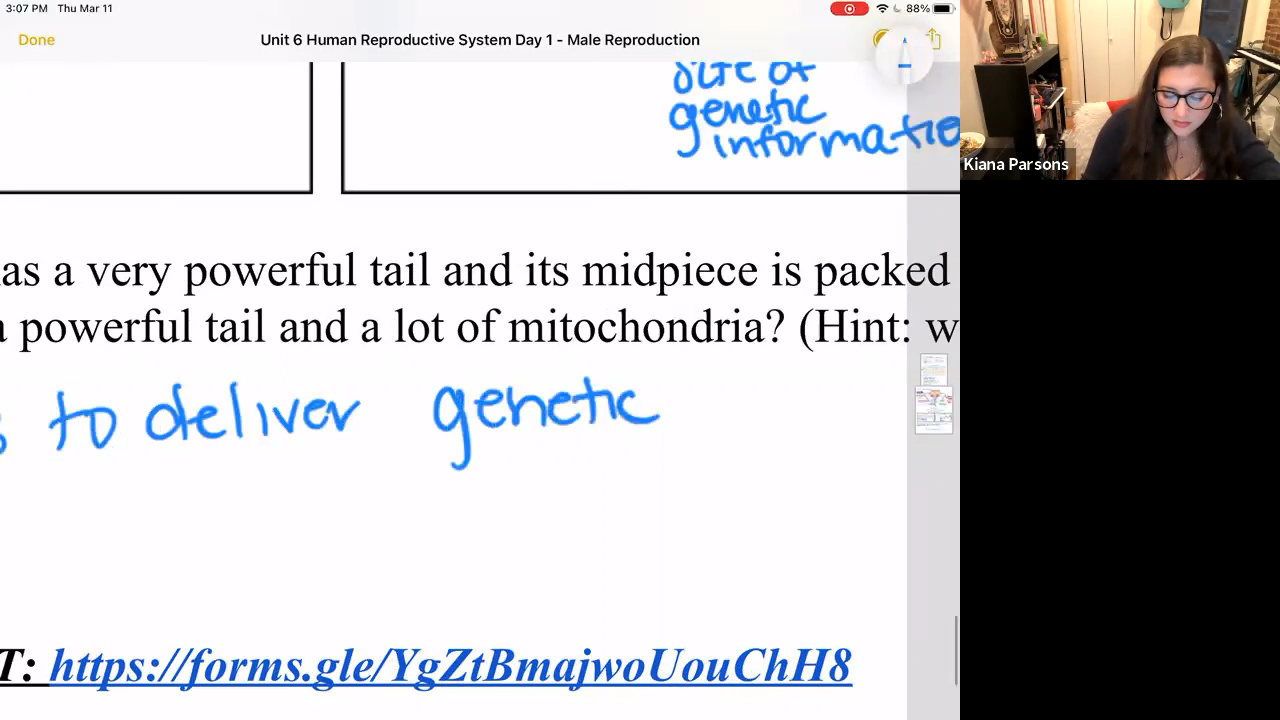 3:07 PM Thu Mar 11
88%
Done
Unit 6 Human Reproductive System Day 1 - Male Reproduction
site of
genetic
informatio
Kiana Parsons
as a very powerful tail and its midpiece is packed
a powerful tail and a lot of mitochondria? (Hint: w
to deliver genetic
T: https://forms.gle/YgZtBmajwoUouChH8